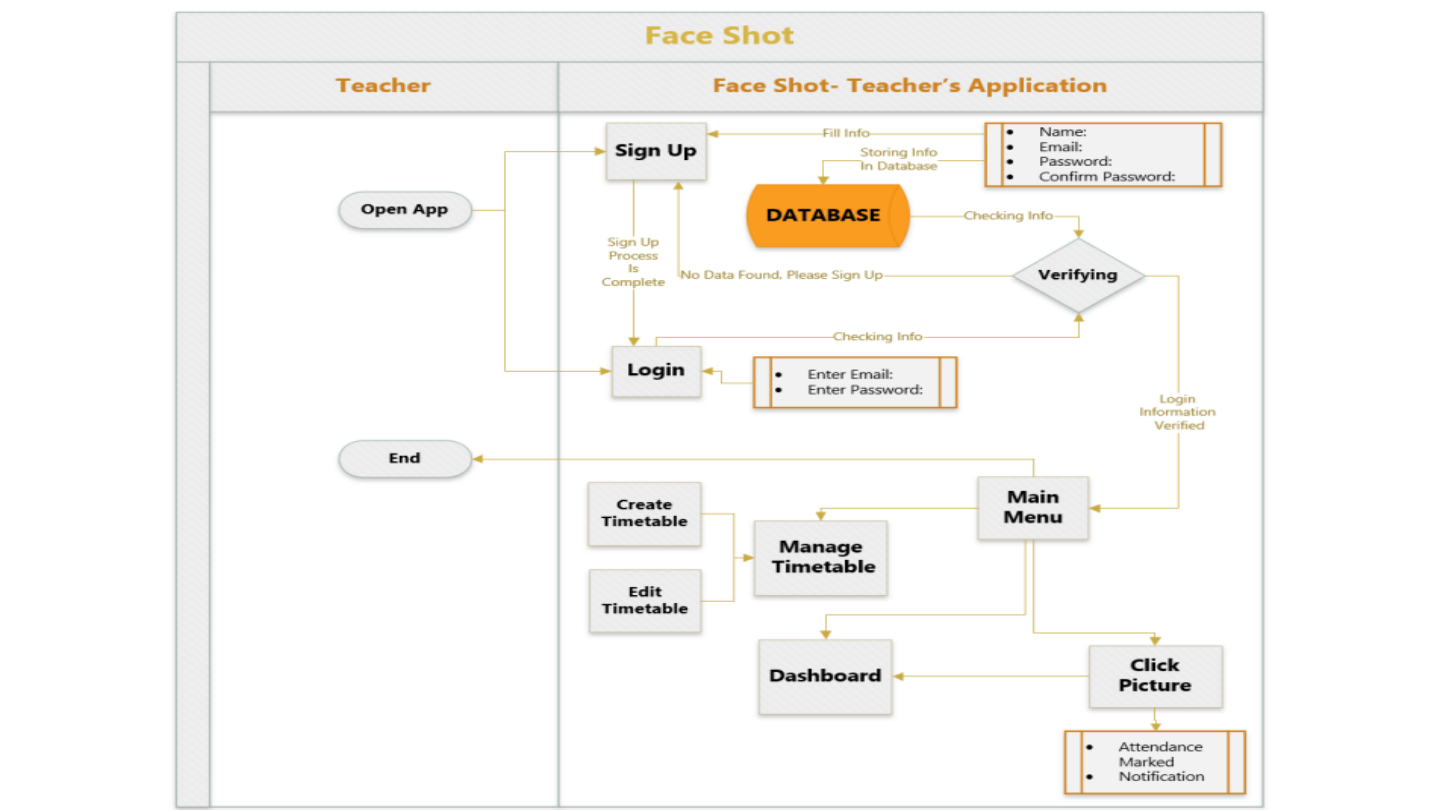 Face Shot
Teacher
Face Shot- Teacher's Application
Sign Up
Fill Info
• Name:
• Email:
• Password:
• Confirm Password:
Storing Info
In Database
Open App
DATABASE
Checking Info
Sign Up
Process
Is
Complete
No Data Found, Please Sign Up
Verifying
Checking Info
Login
• Enter Email:
• Enter Password:
Login
Information
Verified
End
Main
Menu
Create
Timetable
Manage
Timetable
Edit
Timetable
Dashboard
Click
Picture
• Attendance
Marked
• Notification